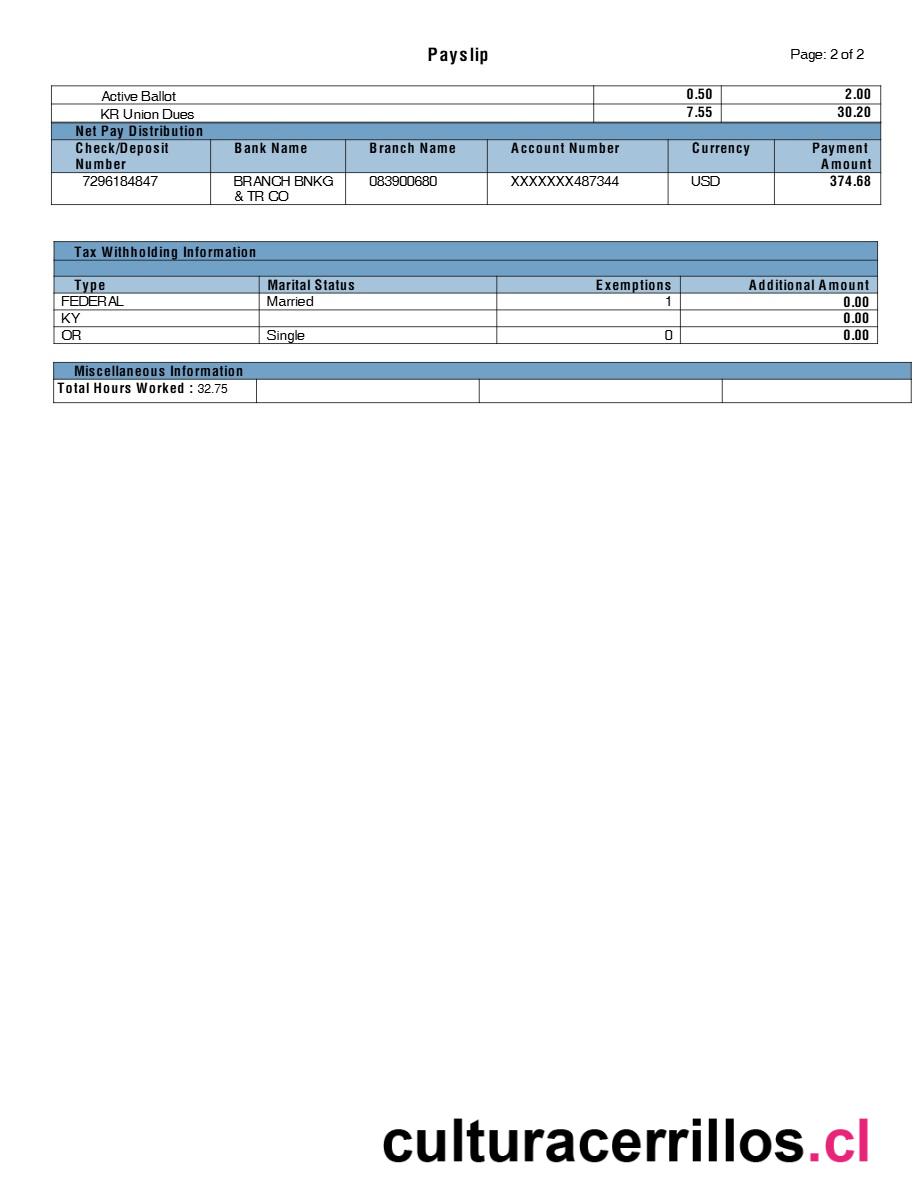 Payslip Page: 2 of 2
Active Ballot 0.50 2.00
KR Union Dues 7.55 30.20
Net Pay Distribution
Check/Deposit Number Bank Name Branch Name Account Number Currency Payment Amount
7296184847 BRANCH BNKG & TR CO 083900680 XXXXXXX487344 USD 374.68
Tax Withholding Information
Type Marital Status Exemptions Additional Amount
FEDERAL Married 1 0.00
KY 0.00
OR Single 0 0.00
Miscellaneous Information
Total Hours Worked : 32.75
culturacerrillos.cl